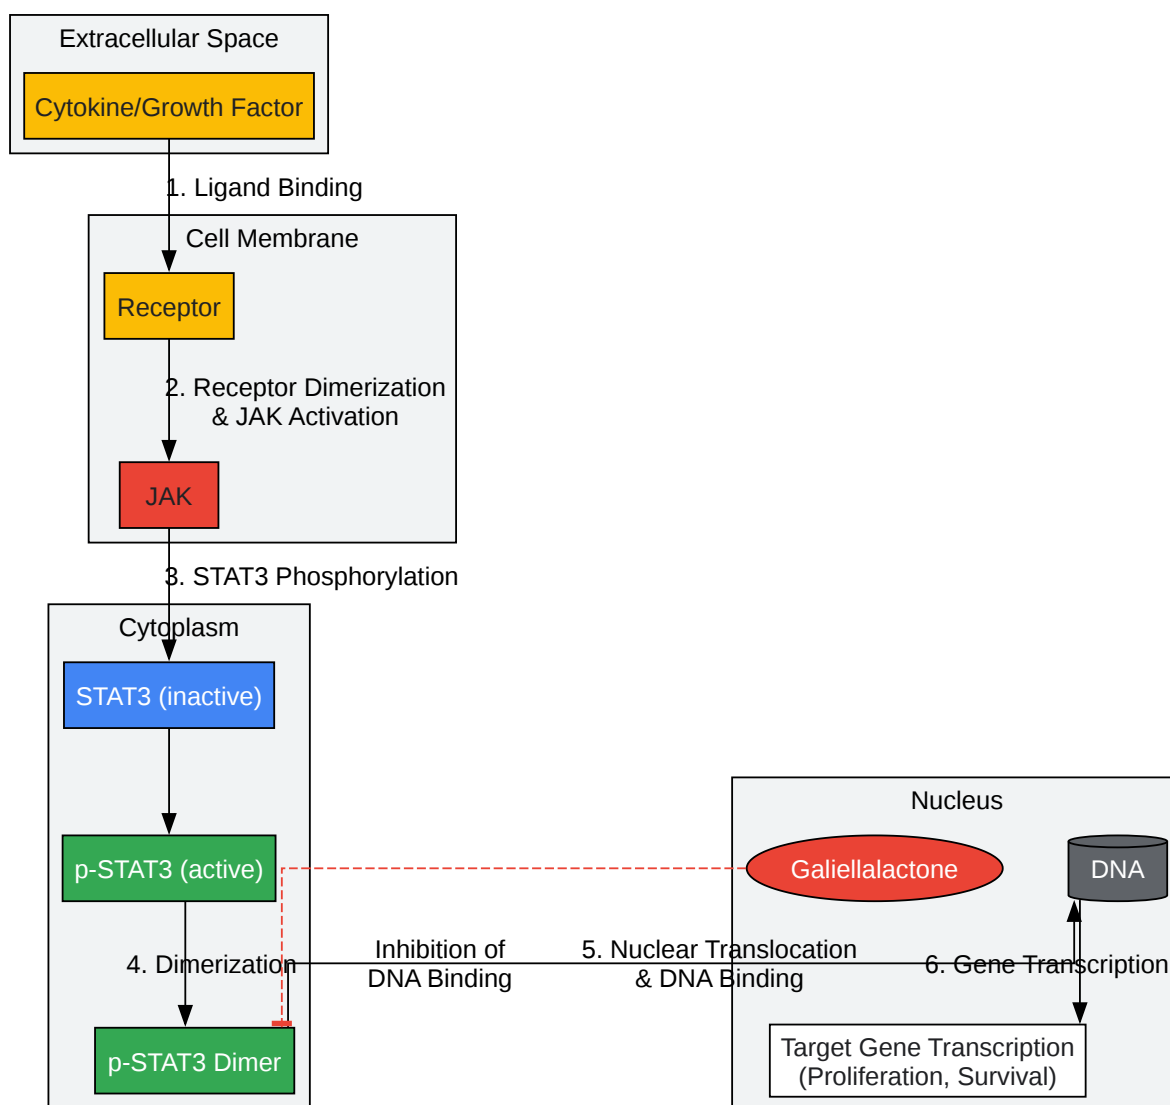 Extracellular Space
Cytokine/Growth Factor
1. Ligand Binding
Cell Membrane
Receptor
2. Receptor Dimerization
& JAK Activation
JAK
3. STAT3 Phosphorylation
Cytoplasm
STAT3 (inactive)
p-STAT3 (active)
4. Dimerization
p-STAT3 Dimer
Inhibition of
DNA Binding
5. Nuclear Translocation
& DNA Binding
Nucleus
Galiellalactone
DNA
6. Gene Transcription
Target Gene Transcription
(Proliferation, Survival)